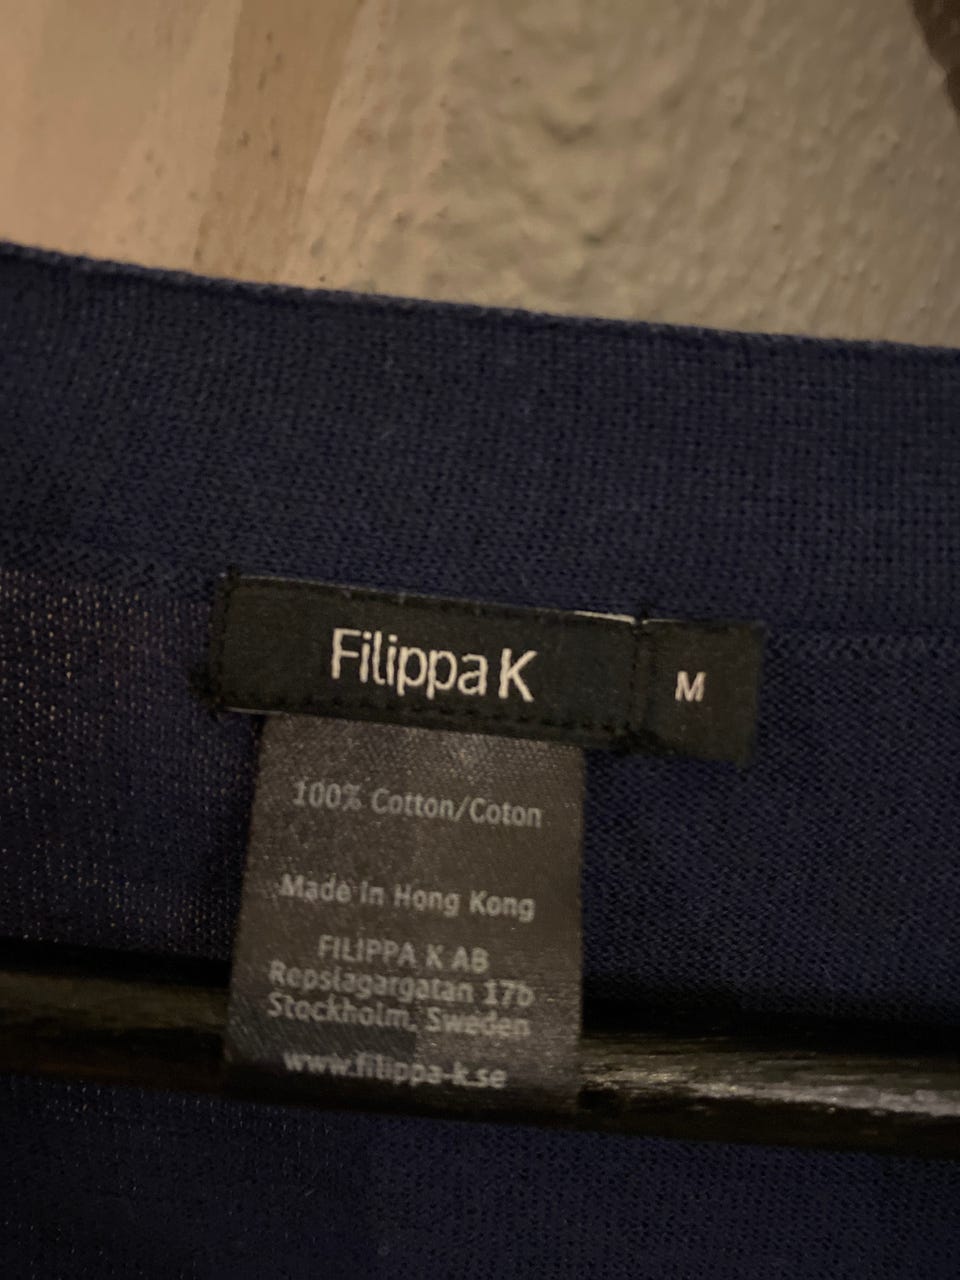 Filippa K
M
100% Cotton/Coton
Made in Hong Kong
FILIPPA K AB
Repslagargatan 17b
Stockholm, Sweden
www.filippa-k.se